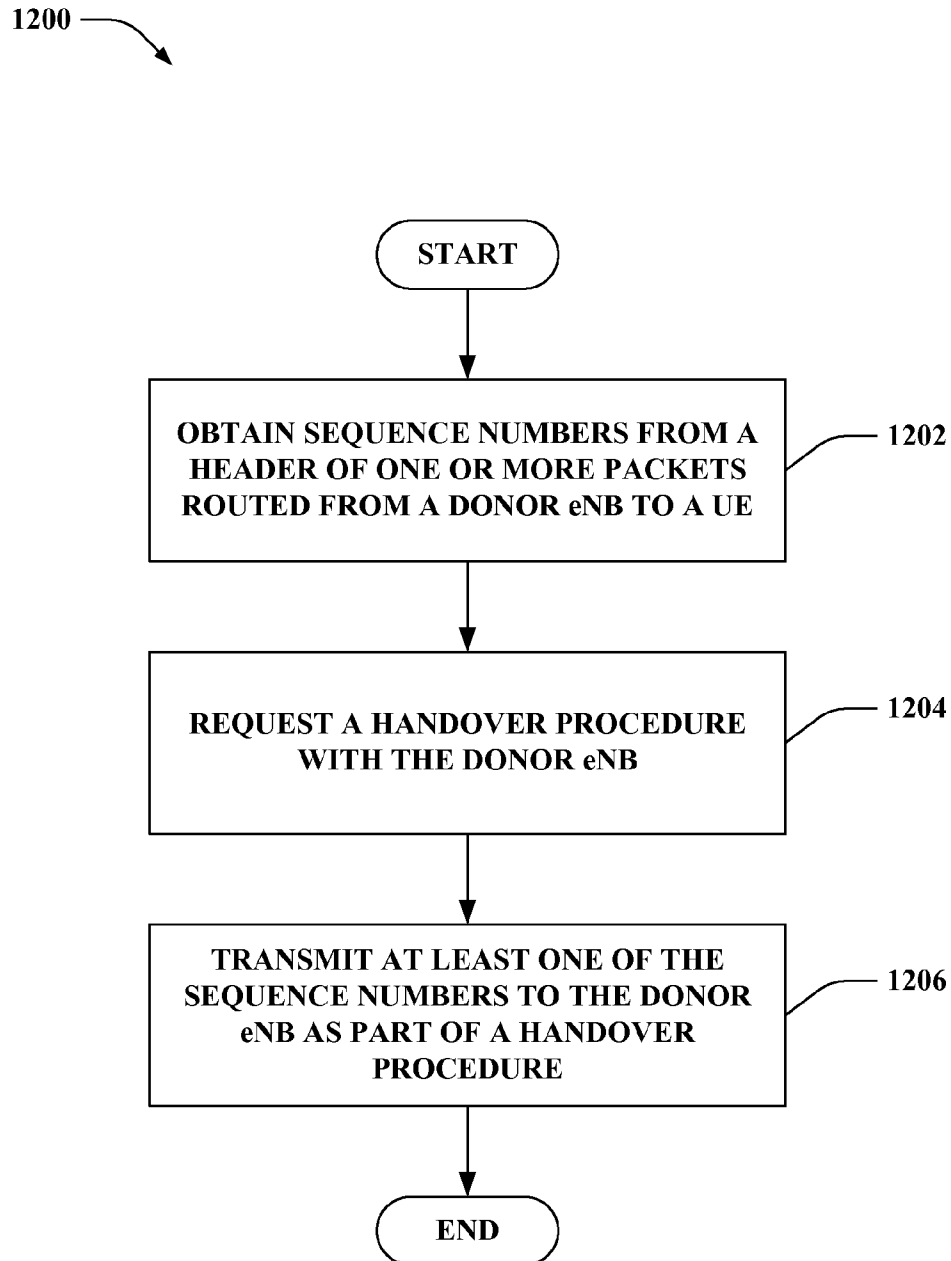 1200
START
OBTAIN SEQUENCE NUMBERS FROM A
HEADER OF ONE OR MORE PACKETS
ROUTED FROM A DONOR eNB TO A UE
1202
REQUEST A HANDOVER PROCEDURE
WITH THE DONOR eNB
1204
TRANSMIT AT LEAST ONE OF THE
SEQUENCE NUMBERS TO THE DONOR
eNB AS PART OF A HANDOVER
PROCEDURE
1206
END